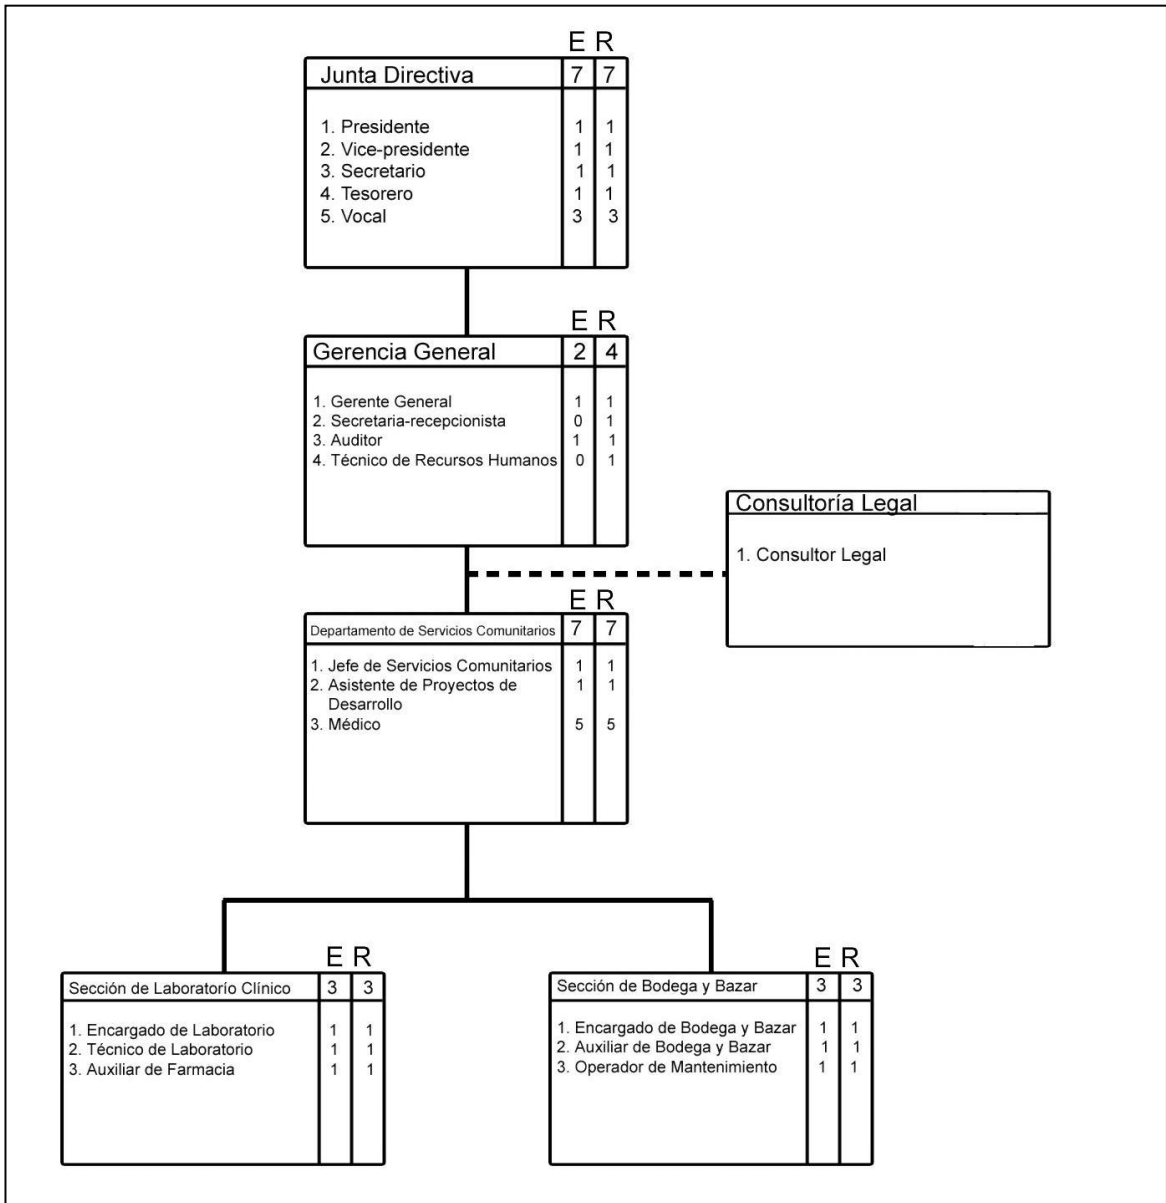 E R
Junta Directiva 7 7
1. Presidente 1 1
2. Vice-presidente 1 1
3. Secretario 1 1
4. Tesorero 1 1
5. Vocal 3 3
E R
Gerencia General 2 4
1. Gerente General 1 1
2. Secretaria-recepcionista 0 1
3. Auditor 1 1
4. Técnico de Recursos Humanos 0 1
Consultoría Legal
1. Consultor Legal
E R
Departamento de Servicios Comunitarios 7 7
1. Jefe de Servicios Comunitarios 1 1
2. Asistente de Proyectos de 1 1
Desarrollo
3. Médico 5 5
E R
Sección de Laboratorío Clínico 3 3
1. Encargado de Laboratorio 1 1
2. Técnico de Laboratorio 1 1
3. Auxiliar de Farmacia 1 1
E R
Sección de Bodega y Bazar 3 3
1. Encargado de Bodega y Bazar 1 1
2. Auxiliar de Bodega y Bazar 1 1
3. Operador de Mantenimiento 1 1